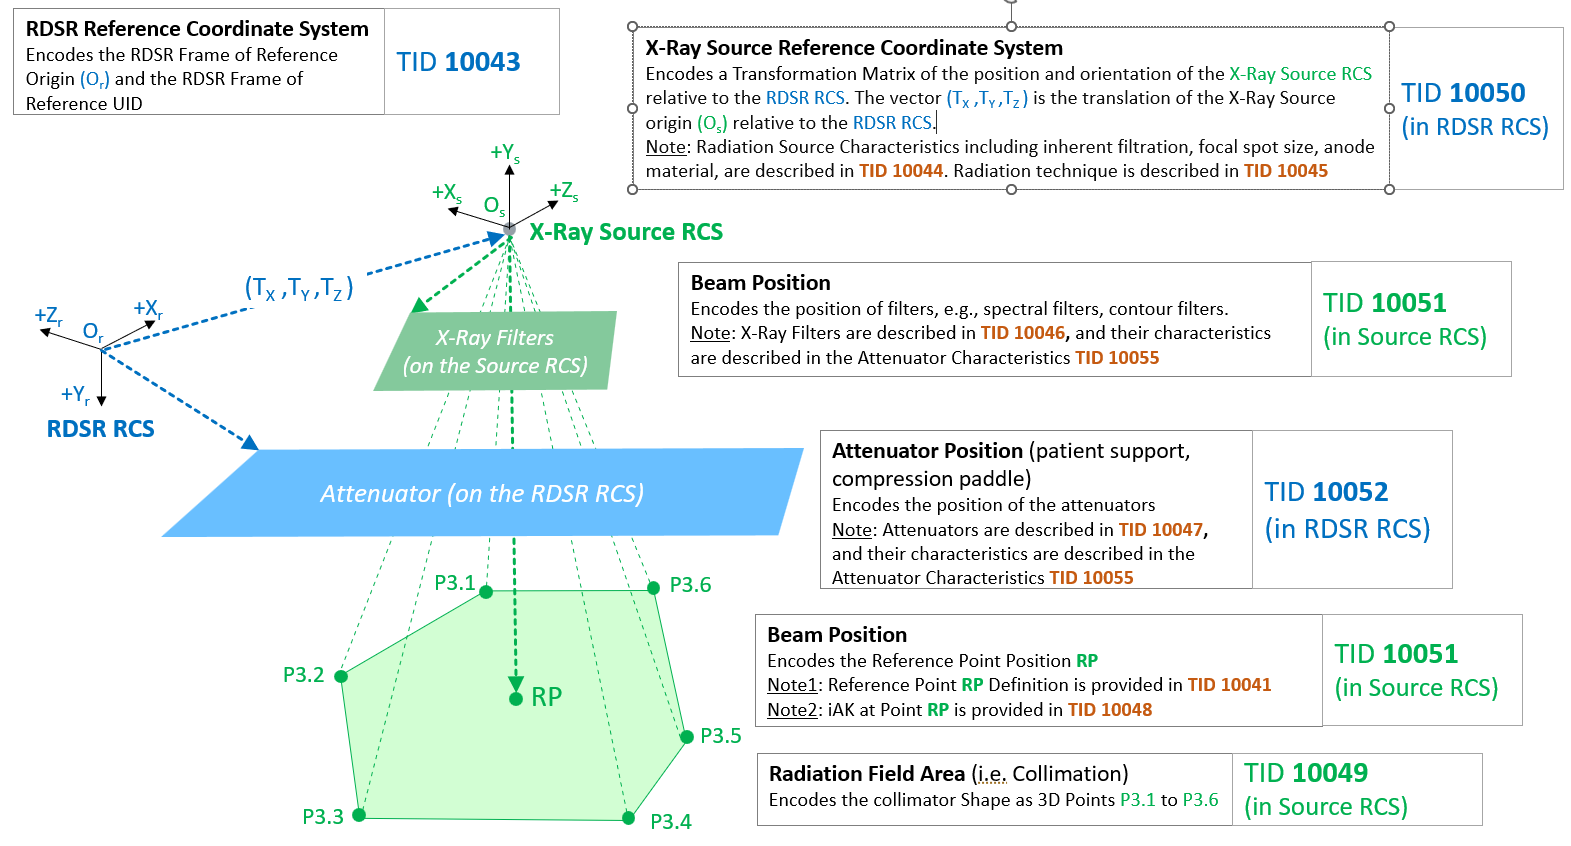 RDSR Reference Coordinate System
Encodes the RDSR Frame of Reference
Origin (Or) and the RDSR Frame of
Reference UID
TID 10043
X-Ray Source Reference Coordinate System
Encodes a Transformation Matrix of the position and orientation of the X-Ray Source RCS
relative to the RDSR RCS. The vector (TX ,TY ,TZ) is the translation of the X-Ray Source
origin (Os) relative to the RDSR RCS.
Note: Radiation Source Characteristics including inherent filtration, focal spot size, anode
material, are described in TID 10044. Radiation technique is described in TID 10045
TID 10050
(in RDSR RCS)
+Ys
+Xs
Os
+Zs
X-Ray Source RCS
(TX ,TY ,TZ)
+Zr
Or
+Xr
+Yr
RDSR RCS
X-Ray Filters
(on the Source RCS)
Beam Position
Encodes the position of filters, e.g., spectral filters, contour filters.
Note: X-Ray Filters are described in TID 10046, and their characteristics
are described in the Attenuator Characteristics TID 10055
TID 10051
(in Source RCS)
Attenuator (on the RDSR RCS)
Attenuator Position (patient support,
compression paddle)
Encodes the position of the attenuators
Note: Attenuators are described in TID 10047,
and their characteristics are described in the
Attenuator Characteristics TID 10055
TID 10052
(in RDSR RCS)
P3.1
P3.6
P3.2
RP
P3.5
P3.3
P3.4
Beam Position
Encodes the Reference Point Position RP
Note1: Reference Point RP Definition is provided in TID 10041
Note2: iAK at Point RP is provided in TID 10048
TID 10051
(in Source RCS)
Radiation Field Area (i.e. Collimation)
Encodes the collimator Shape as 3D Points P3.1 to P3.6
TID 10049
(in Source RCS)